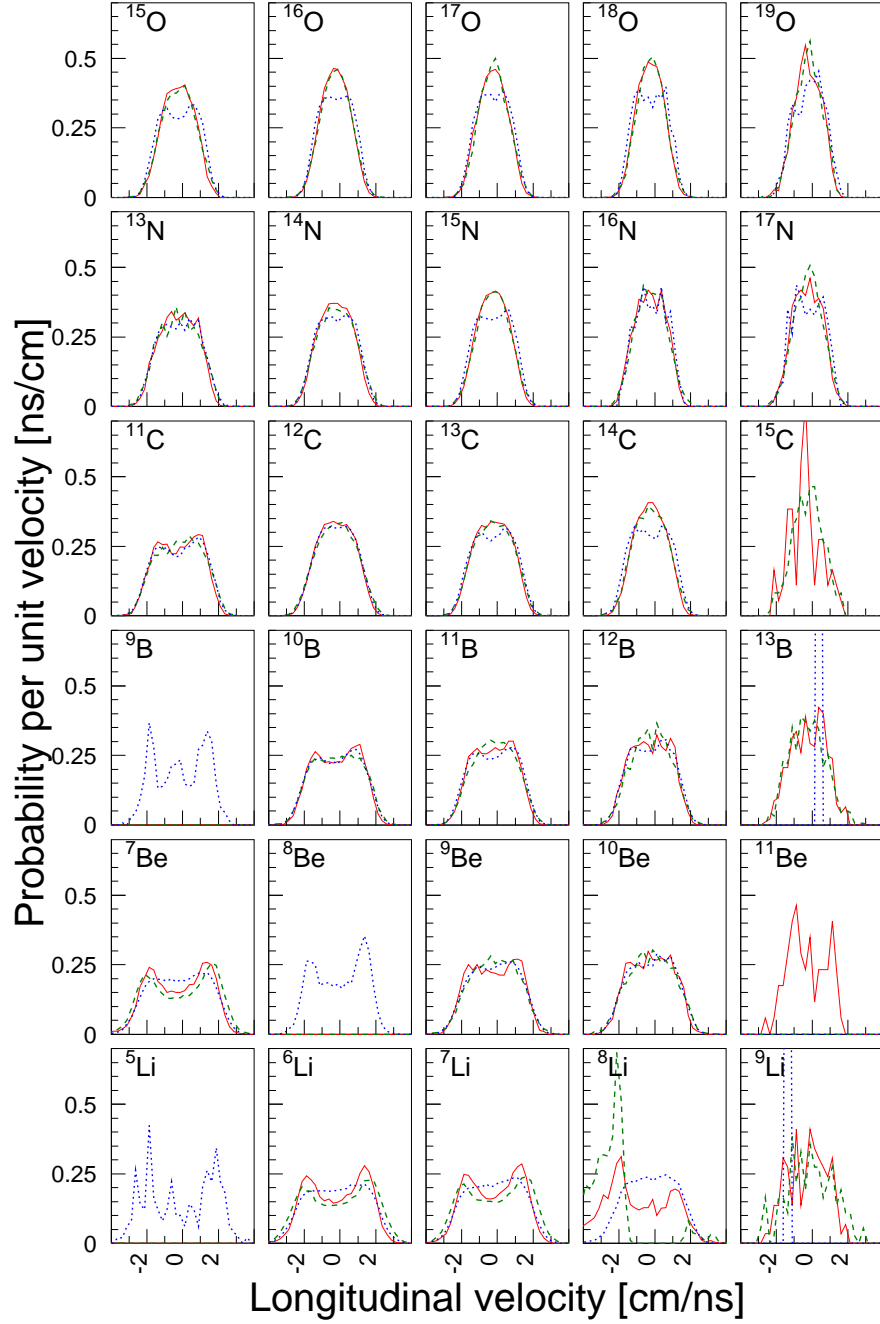 ¹⁵O ¹⁶O ¹⁷O ¹⁸O ¹⁹O
0.5
0.25
0
¹³N ¹⁴N ¹⁵N ¹⁶N ¹⁷N
0.5
0.25
0
¹¹C ¹²C ¹³C ¹⁴C ¹⁵C
0.5
0.25
0
⁹B ¹⁰B ¹¹B ¹²B ¹³B
0.5
0.25
0
⁷Be ⁸Be ⁹Be ¹⁰Be ¹¹Be
0.5
0.25
0
⁵Li ⁶Li ⁷Li ⁸Li ⁹Li
0.5
0.25
0
-2 0 2 -2 0 2 -2 0 2 -2 0 2 -2 0 2
Probability per unit velocity [ns/cm]
Longitudinal velocity [cm/ns]